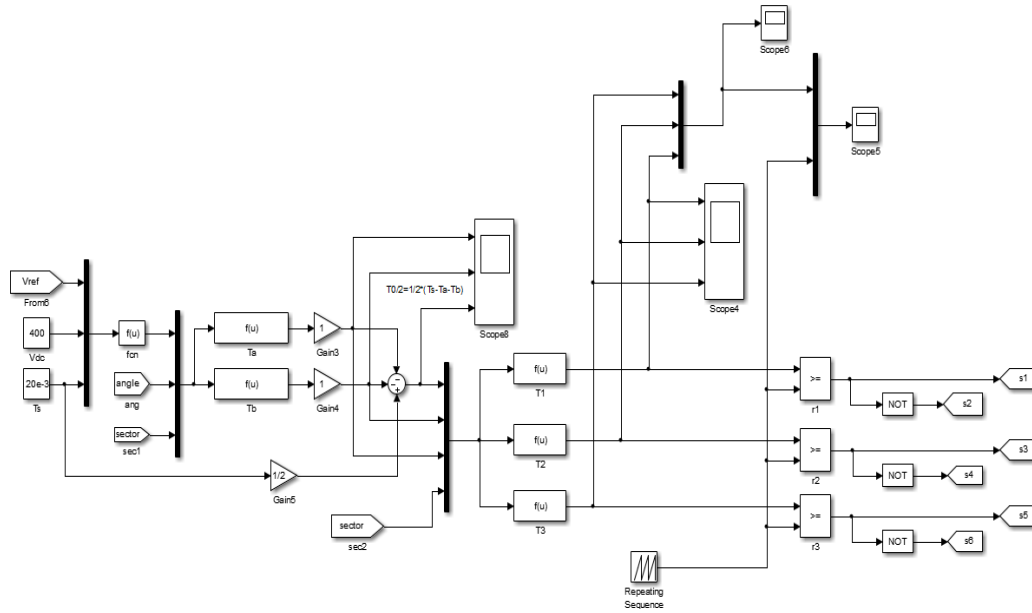 Scope6
Scope5
Scope4
Scope8
T0/2=1/2*(Ts-Ta-Tb)
Vref
From6
400
Vdc
20e-3
Ts
f(u)
fcn
angle
ang
sector
sec1
f(u)
Ta
1
Gain3
f(u)
Tb
1
Gain4
1/2
Gain5
sector
sec2
f(u)
T1
f(u)
T2
f(u)
T3
>=
r1
s1
NOT
s2
>=
r2
s3
NOT
s4
>=
r3
s5
NOT
s6
Repeating
Sequence